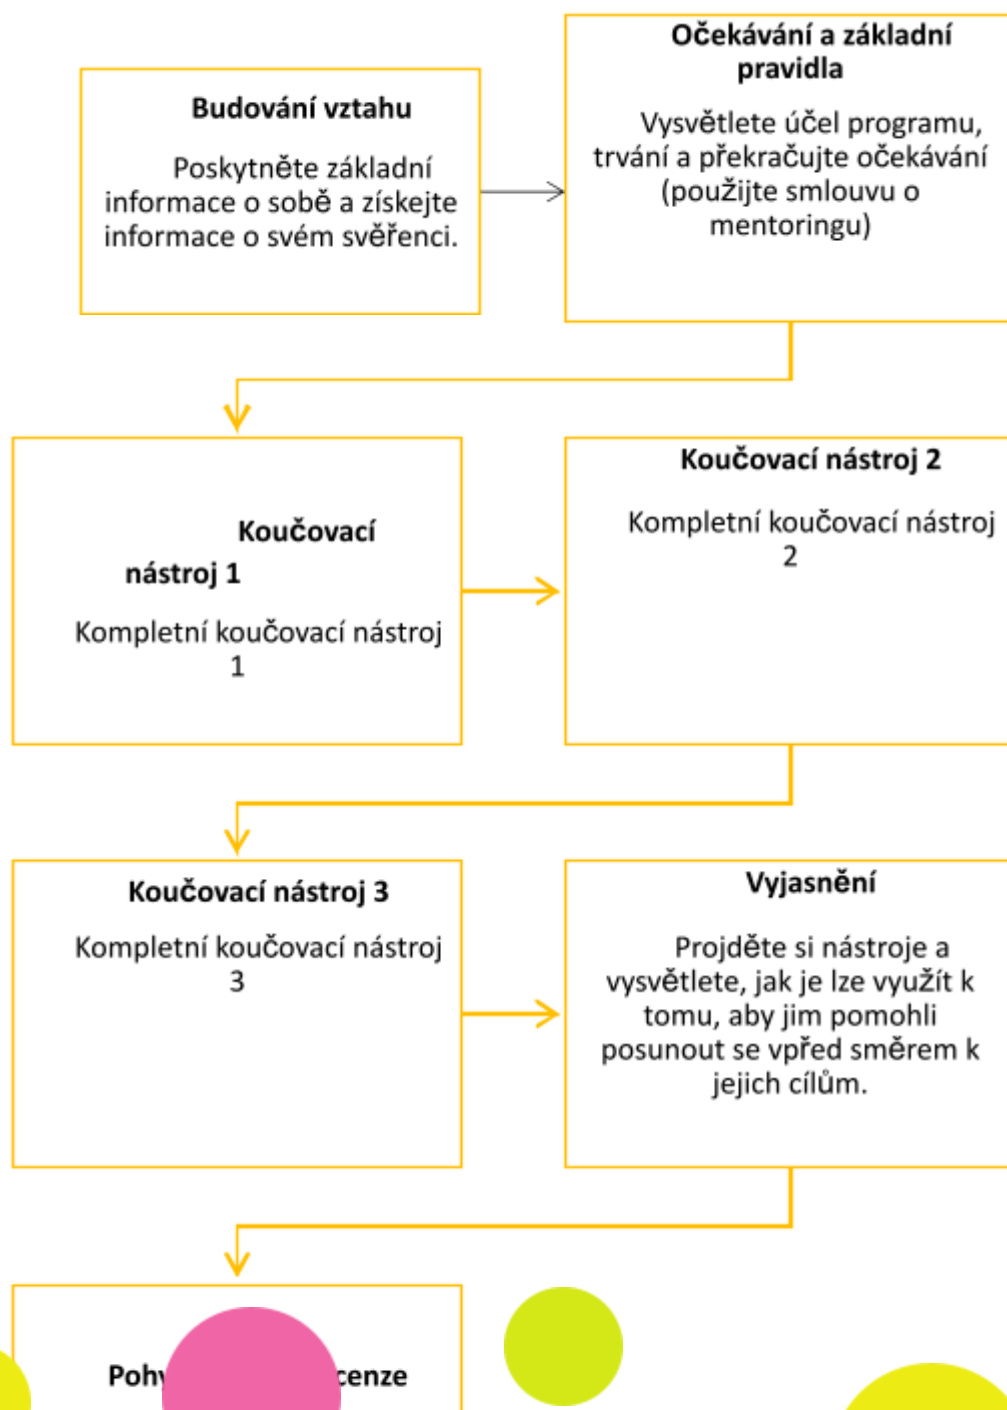 Budování vztahu
Poskytněte základní
informace o sobě a získejte
informace o svém svěřenci.
Očekávání a základní
pravidla
Vysvětlete účel programu,
trvání a překračujte očekávání
(použijte smlouvu o
mentoringu)
Koučovací
nástroj 1
Kompletní koučovací nástroj
1
Koučovací nástroj 2
Kompletní koučovací nástroj
2
Koučovací nástroj 3
Kompletní koučovací nástroj
3
Vyjasnění
Projděte si nástroje a
vysvětlete, jak je lze využít k
tomu, aby jim pomohli
posunout se vpřed směrem k
jejich cílům.